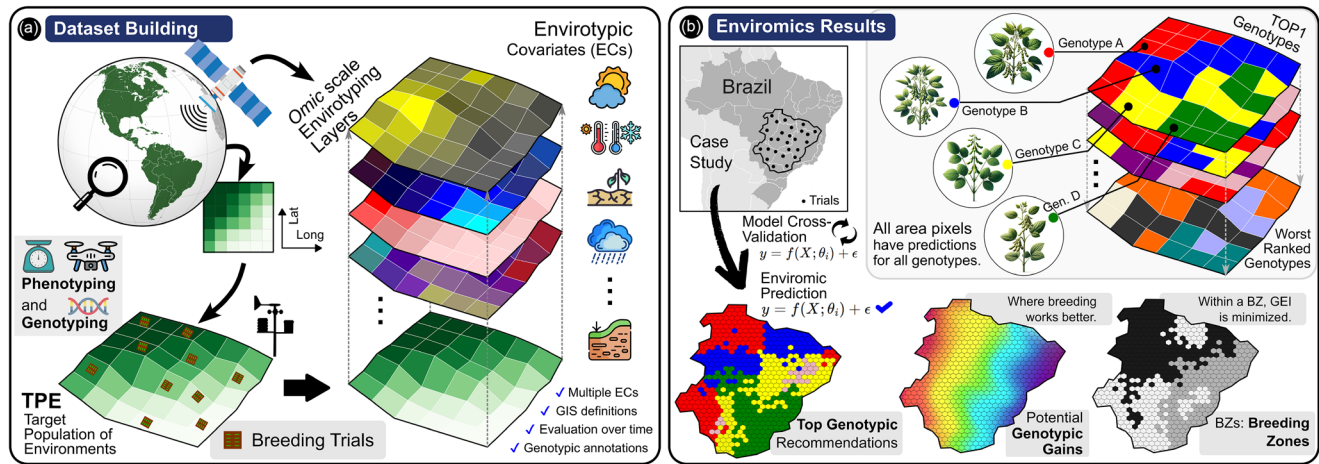 (a) Dataset Building
Envirotypic
Covariates (ECs)
Omic scale
Envirotyping
Layers
Lat
Long
Phenotyping
and Genotyping
TPE
Target
Population of
Environments
Breeding Trials
✓ Multiple ECs
✓ GIS definitions
✓ Evaluation over time
✓ Genotypic annotations
(b) Enviromics Results
Brazil
Case
Study
• Trials
Model Cross-
Validation
y = f(X; θi) + ϵ
Enviromic
Prediction
y = f(X; θi) + ϵ ✓
TOP1
Genotypes
Genotype A
Genotype B
Genotype C
Gen. D
All area pixels
have predictions
for all genotypes.
Worst
Ranked
Genotypes
Top Genotypic
Recommendations
Where breeding
works better.
Potential
Genotypic
Gains
Within a BZ, GEI
is minimized.
BZs: Breeding
Zones